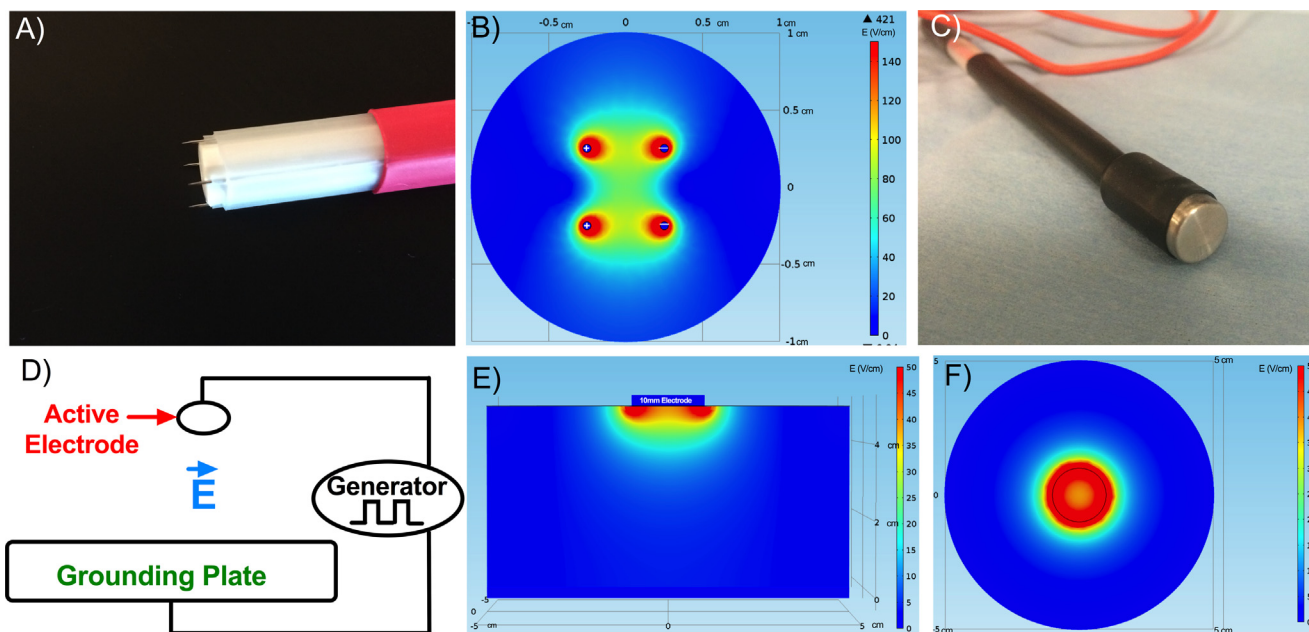 A)
B)
-1 cm
-0.5 cm
0
0.5 cm
1 cm
1 cm
0.5 cm
0
-0.5 cm
-1 cm
▲ 421
E (V/cm)
140
120
100
80
60
40
20
0
+
−
+
−
C)
D)
Active
Electrode
E
Generator
Grounding Plate
E)
10mm Electrode
E (V/cm)
50
45
40
35
30
25
20
15
10
5
0
4
cm
2
0
-5
0
-5
cm
0
5
cm
F)
5 cm
0
-5
5 cm
E (V/cm)